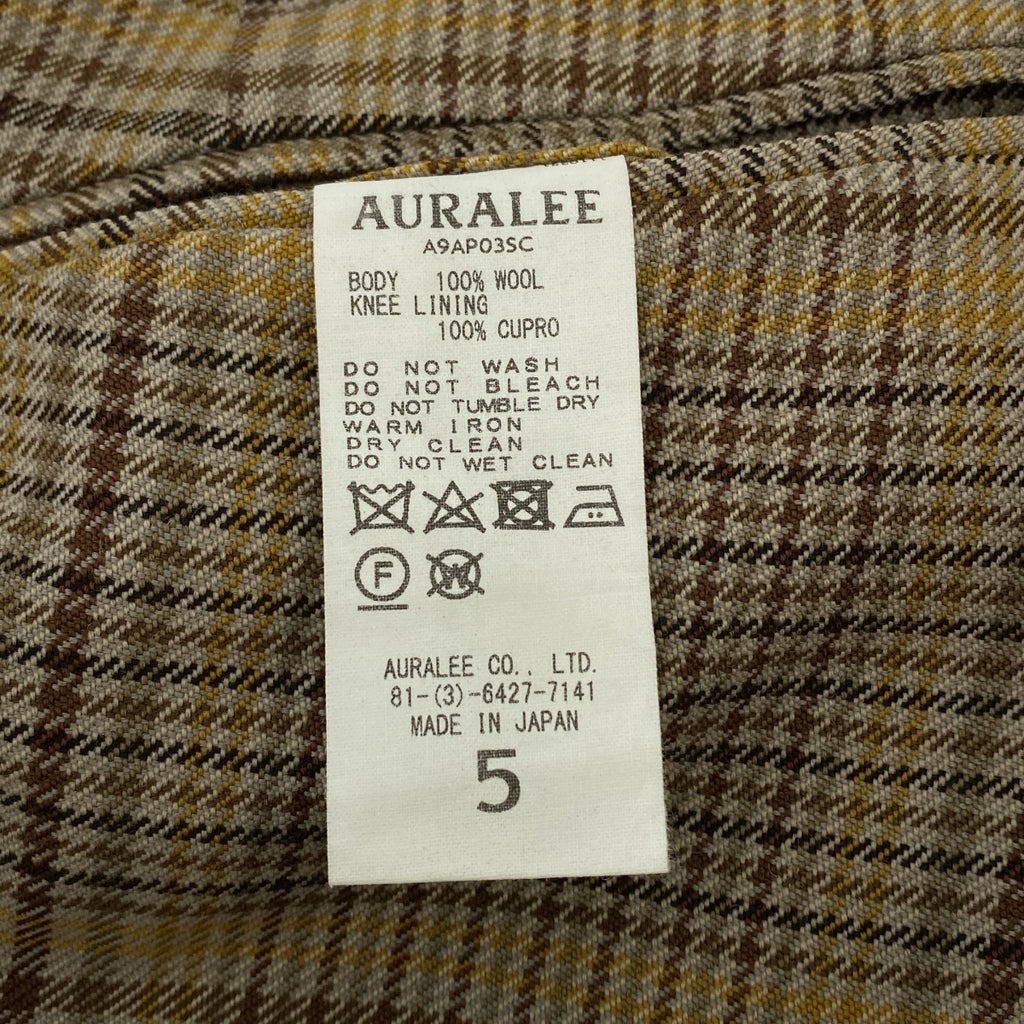 AURALEE
A9AP03SC
BODY 100% WOOL
KNEE LINING
100% CUPRO
DO NOT WASH
DO NOT BLEACH
DO NOT TUMBLE DRY
WARM IRON
DRY CLEAN
DO NOT WET CLEAN
F W
AURALEE CO., LTD.
81-(3)-6427-7141
MADE IN JAPAN
5